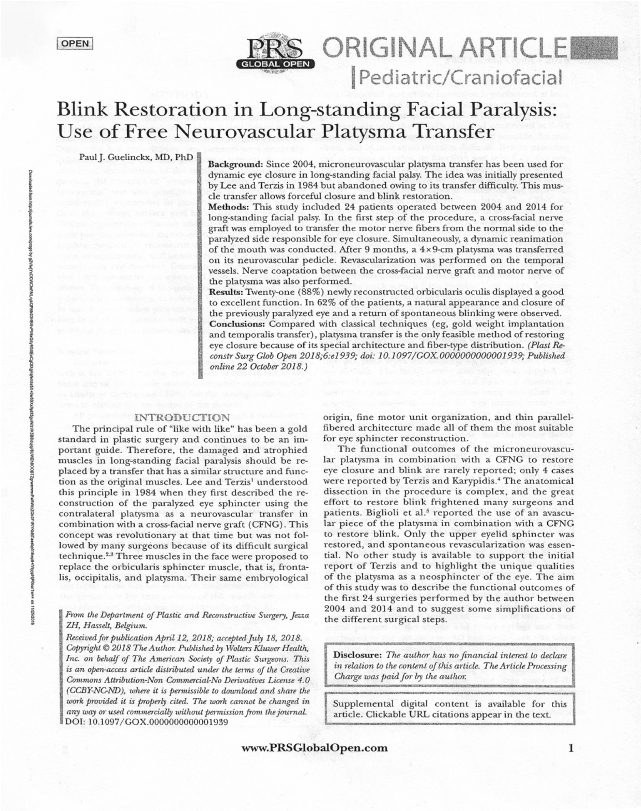 OPEN
PRS
GLOBAL OPEN
ORIGINAL ARTICLE
Pediatric/Craniofacial
Blink Restoration in Long-standing Facial Paralysis:
Use of Free Neurovascular Platysma Transfer
Paul J. Guelinckx, MD, PhD
Background: Since 2004, microneurovascular platysma transfer has been used for
dynamic eye closure in long-standing facial palsy. The idea was initially presented
by Lee and Terzis in 1984 but abandoned owing to its transfer difficulty. This mus-
cle transfer allows forceful closure and blink restoration.
Methods: This study included 24 patients operated between 2004 and 2014 for
long-standing facial palsy. In the first step of the procedure, a cross-facial nerve
graft was employed to transfer the motor nerve fibers from the normal side to the
paralyzed side responsible for eye closure. Simultaneously, a dynamic reanimation
of the mouth was conducted. After 9 months, a 4×9-cm platysma was transferred
on its neurovascular pedicle. Revascularization was performed on the temporal
vessels. Nerve coaptation between the cross-facial nerve graft and motor nerve of
the platysma was also performed.
Results: Twenty-one (88%) newly reconstructed orbicularis oculi displayed a good
to excellent function. In 62% of the patients, a natural appearance and closure of
the previously paralyzed eye and a return of spontaneous blinking were observed.
Conclusions: Compared with classical techniques (eg, gold weight implantation
and temporalis transfer), platysma transfer is the only feasible method of restoring
eye closure because of its special architecture and fiber-type distribution. (Plast Re-
constr Surg Glob Open 2018;6:e1939; doi: 10.1097/GOX.0000000000001939; Published
online 22 October 2018.)
INTRODUCTION
The principal rule of “like with like” has been a gold
standard in plastic surgery and continues to be an im-
portant guide. Therefore, the damaged and atrophied
muscles in long-standing facial paralysis should be re-
placed by a transfer that has a similar structure and func-
tion as the original muscles. Lee and Terzis1 understood
this principle in 1984 when they first described the re-
construction of the paralyzed eye sphincter using the
contralateral platysma as a neurovascular transfer in
combination with a cross-facial nerve graft (CFNG). This
concept was revolutionary at that time but was not fol-
lowed by many surgeons because of its difficult surgical
technique.2,3 Three muscles in the face were proposed to
replace the orbicularis sphincter muscle, that is, fronta-
lis, occipitalis, and platysma. Their same embryological
From the Department of Plastic and Reconstructive Surgery, Jessa
ZH, Hasselt, Belgium.
Received for publication April 12, 2018; accepted July 18, 2018.
Copyright © 2018 The Author. Published by Wolters Kluwer Health,
Inc. on behalf of The American Society of Plastic Surgeons. This
is an open-access article distributed under the terms of the Creative
Commons Attribution-Non Commercial-No Derivatives License 4.0
(CCBY-NC-ND), where it is permissible to download and share the
work provided it is properly cited. The work cannot be changed in
any way or used commercially without permission from the journal.
DOI: 10.1097/GOX.0000000000001939
origin, fine motor unit organization, and thin parallel-
fibered architecture made all of them the most suitable
for eye sphincter reconstruction.
The functional outcomes of the microneurovascu-
lar platysma in combination with a CFNG to restore
eye closure and blink are rarely reported; only 4 cases
were reported by Terzis and Karypidis.4 The anatomical
dissection in the procedure is complex, and the great
effort to restore blink frightened many surgeons and
patients. Biglioli et al.5 reported the use of an avascu-
lar piece of the platysma in combination with a CFNG
to restore blink. Only the upper eyelid sphincter was
restored, and spontaneous revascularization was essen-
tial. No other study is available to support the initial
report of Terzis and to highlight the unique qualities
of the platysma as a neosphincter of the eye. The aim
of this study was to describe the functional outcomes of
the first 24 surgeries performed by the author between
2004 and 2014 and to suggest some simplifications of
the different surgical steps.
Disclosure: The author has no financial interest to declare
in relation to the content of this article. The Article Processing
Charge was paid for by the author.
Supplemental digital content is available for this
article. Clickable URL citations appear in the text.
www.PRSGlobalOpen.com
1